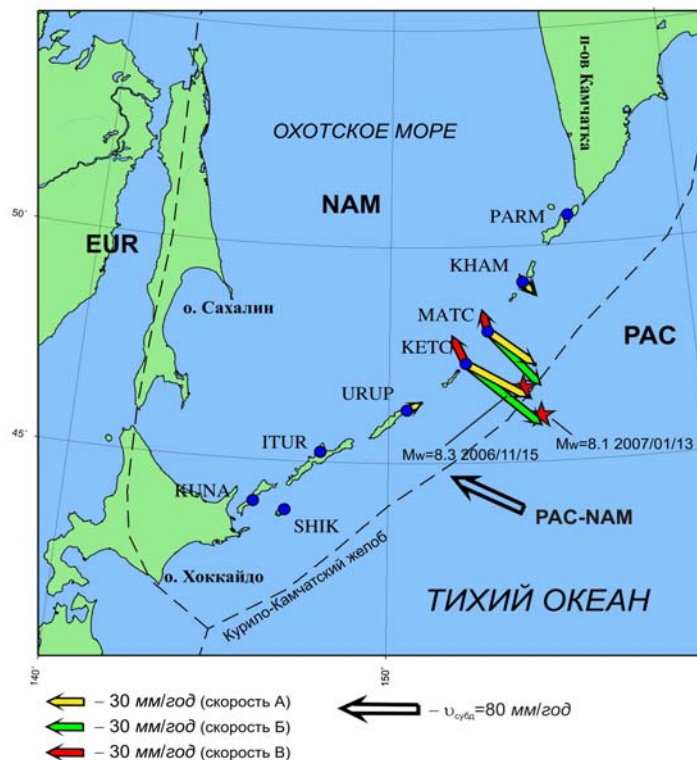 п-ов Камчатка
ОХОТСКОЕ МОРЕ
50˚
NAM
PARM
EUR
KHAM
о. Сахалин
MATC
PAC
KETO
URUP
45˚
ITUR
Mw=8.3 2006/11/15
Mw=8.1 2007/01/13
KUNA
SHIK
PAC-NAM
о. Хоккайдо
Курило-Камчатский желоб
ТИХИЙ ОКЕАН
140˚
150˚
– 30 мм/год (скорость А)
– υсубд=80 мм/год
– 30 мм/год (скорость Б)
– 30 мм/год (скорость В)